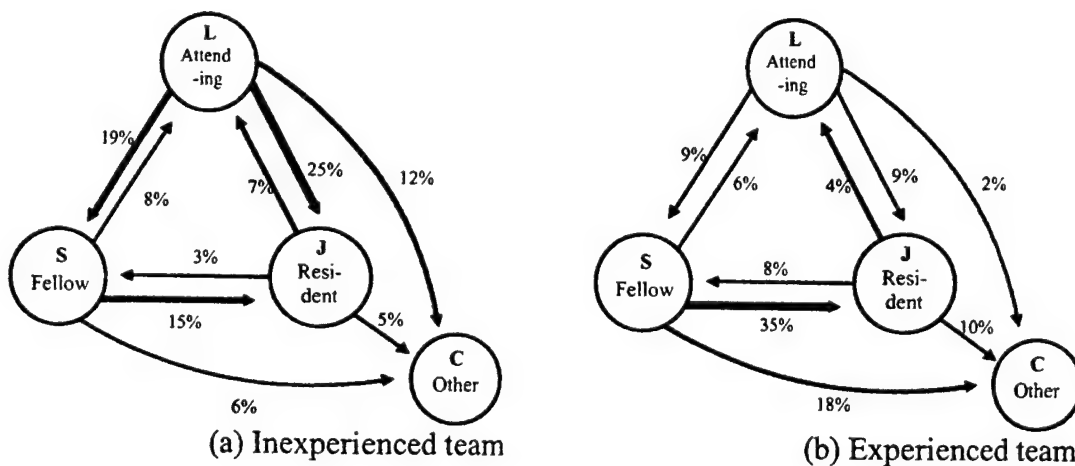 L
Attend
-ing
19%
8%
7%
25%
12%
S
Fellow
3%
15%
J
Resi-
dent
5%
C
Other
6%
(a) Inexperienced team
L
Attend
-ing
9%
6%
4%
9%
2%
S
Fellow
8%
35%
J
Resi-
dent
10%
C
Other
18%
(b) Experienced team